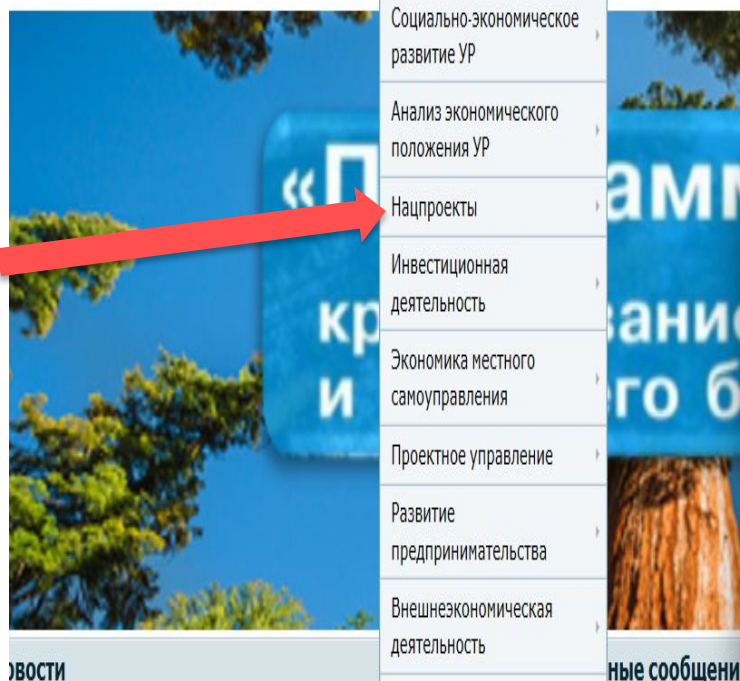 Социально-экономическое
развитие УР
Анализ экономического
положения УР
Нацпроекты
Инвестиционная
деятельность
Экономика местного
самоуправления
Проектное управление
Развитие
предпринимательства
Внешнеэкономическая
деятельность